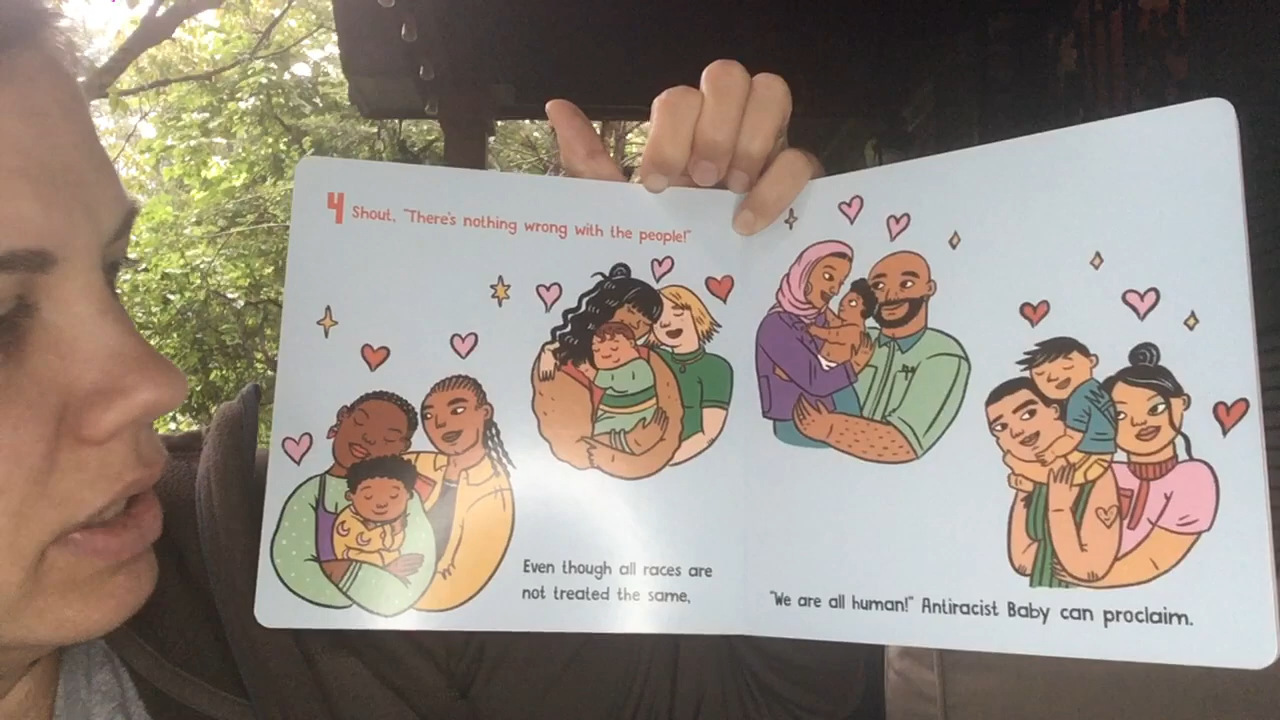 4 Shout, "There's nothing wrong with the people!"
Even though all races are
not treated the same,
"We are all human!" Antiracist Baby can proclaim.